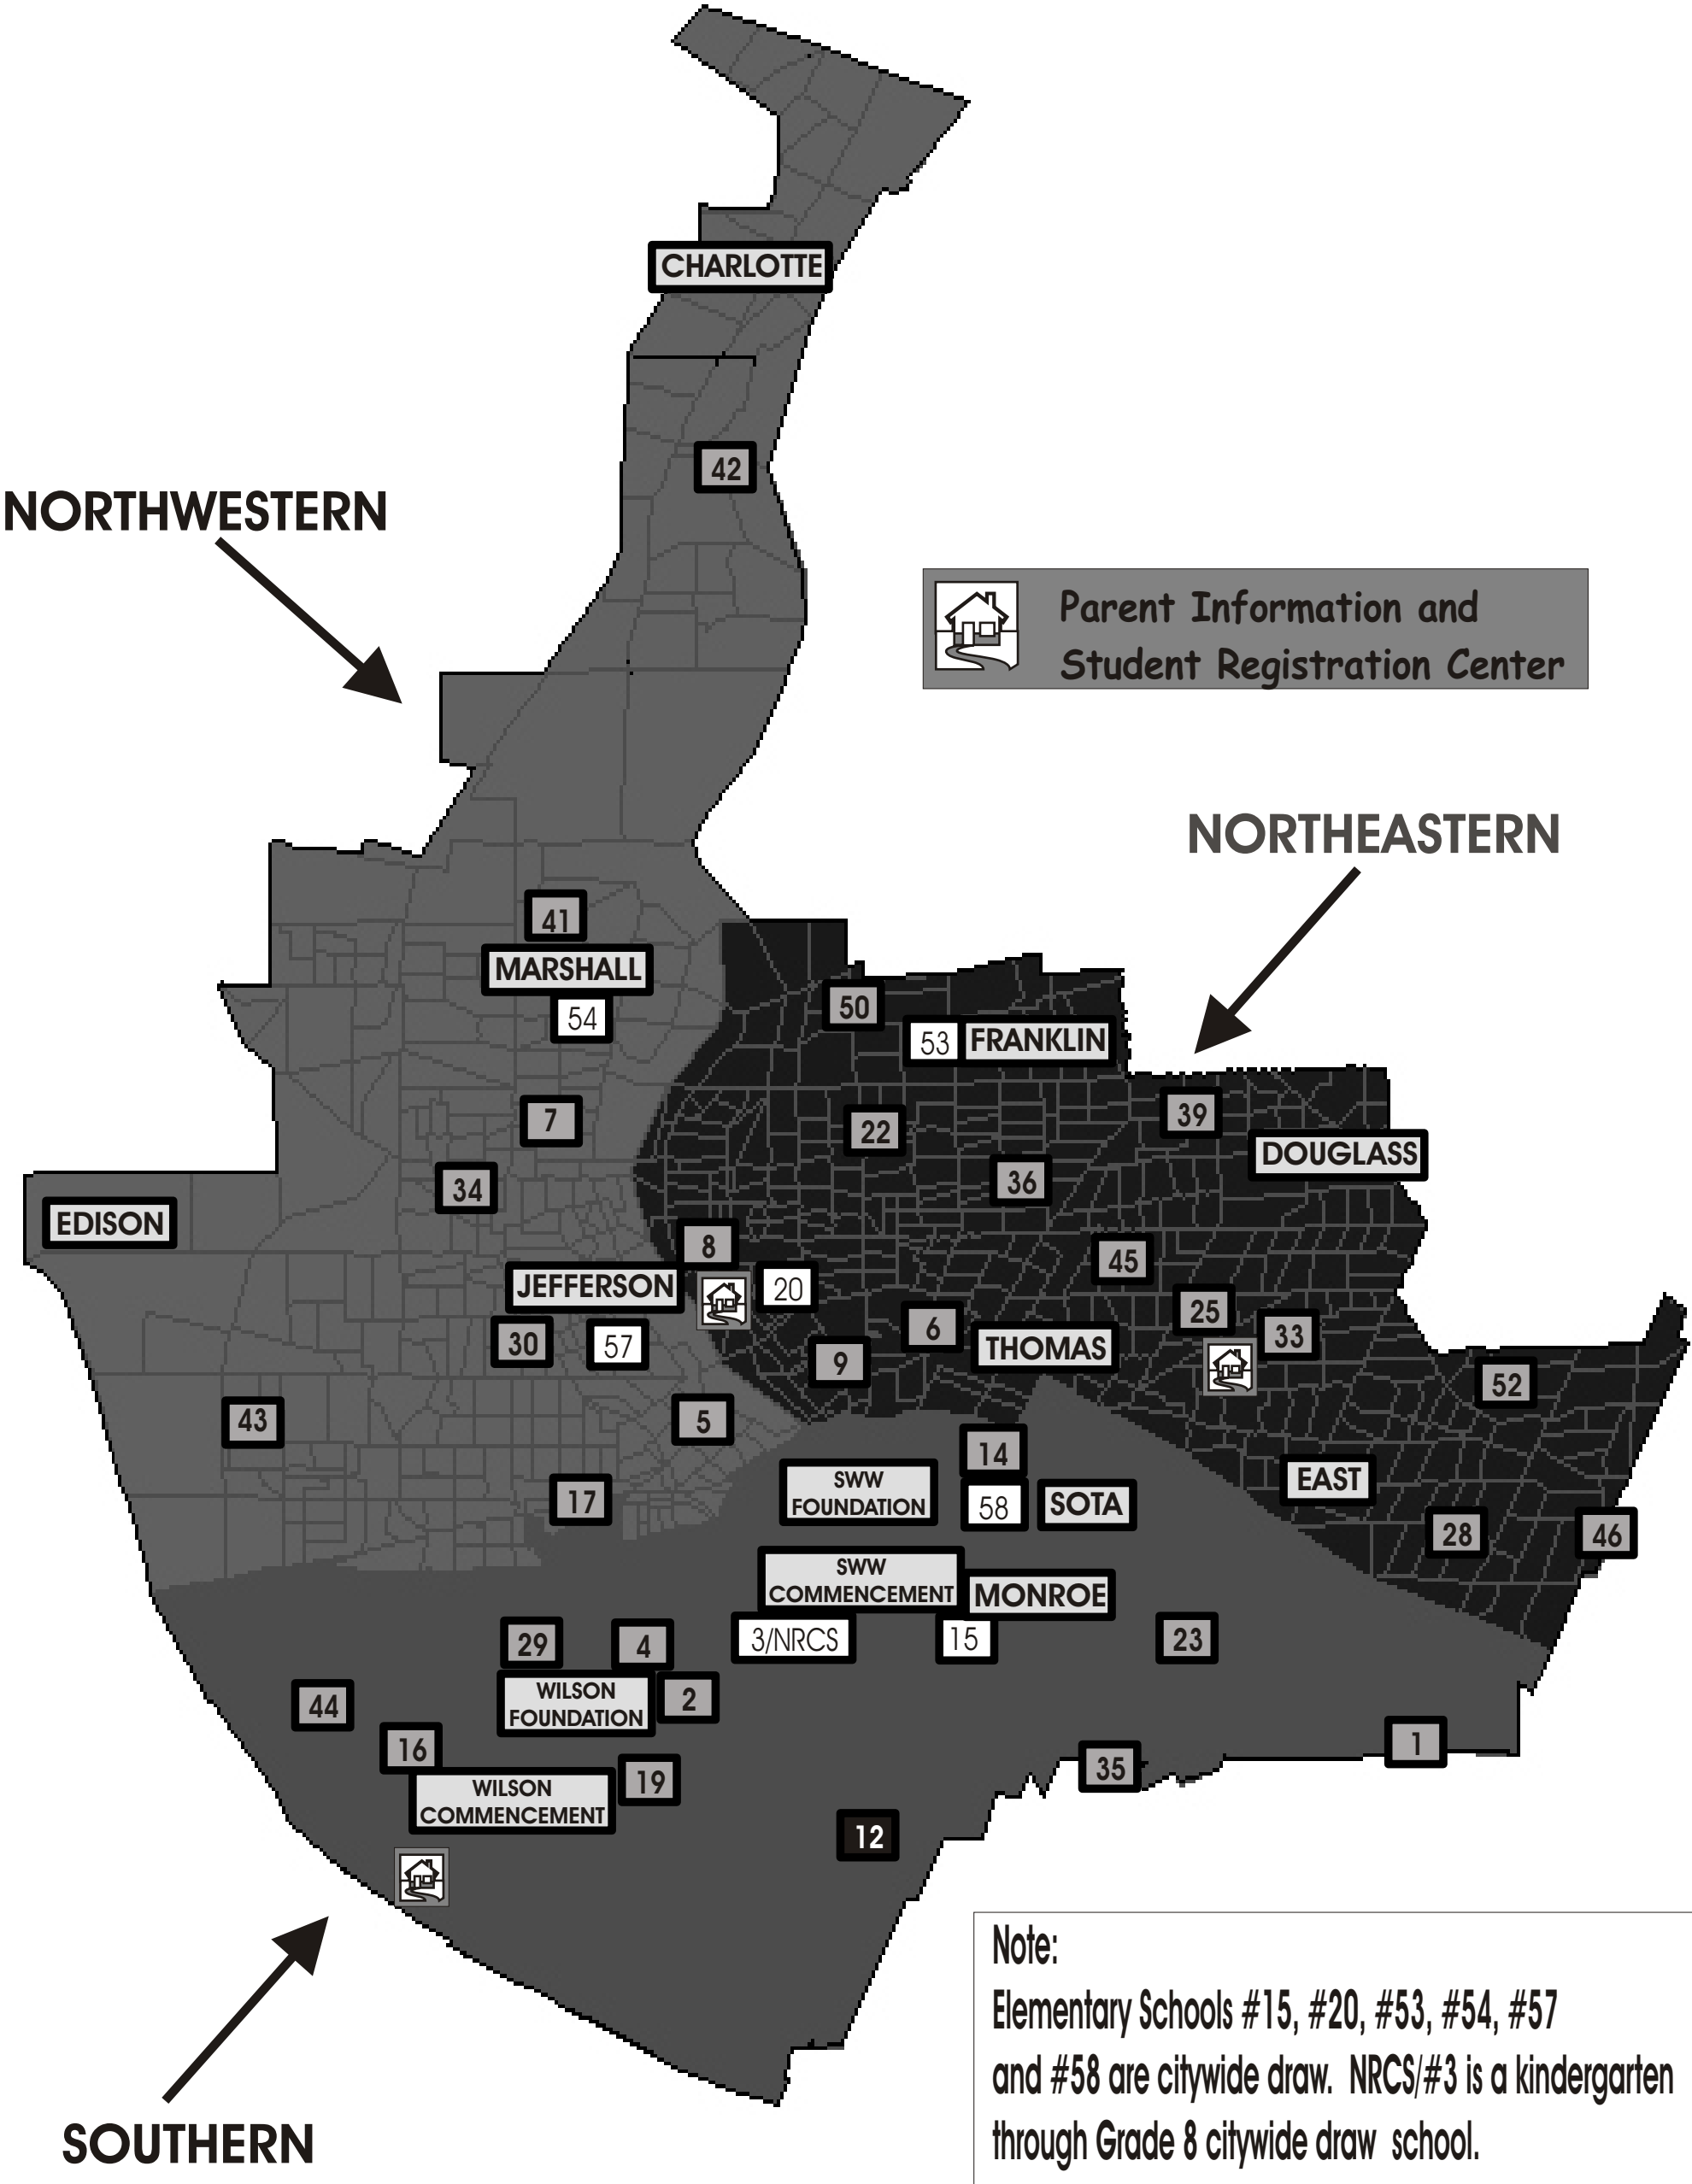 CHARLOTTE
42
NORTHWESTERN
Parent Information and
Student Registration Center
NORTHEASTERN
41
MARSHALL
54
50
53
FRANKLIN
7
22
39
DOUGLASS
34
36
EDISON
8
45
JEFFERSON
20
25
30
57
6
33
9
THOMAS
52
43
5
14
17
SWW
FOUNDATION
58
SOTA
EAST
28
46
SWW
COMMENCEMENT
MONROE
29
4
3/NRCS
15
23
44
WILSON
FOUNDATION
2
16
1
35
19
WILSON
COMMENCEMENT
12
SOUTHERN
Note:
Elementary Schools #15, #20, #53, #54, #57
and #58 are citywide draw. NRCS/#3 is a kindergarten
through Grade 8 citywide draw school.